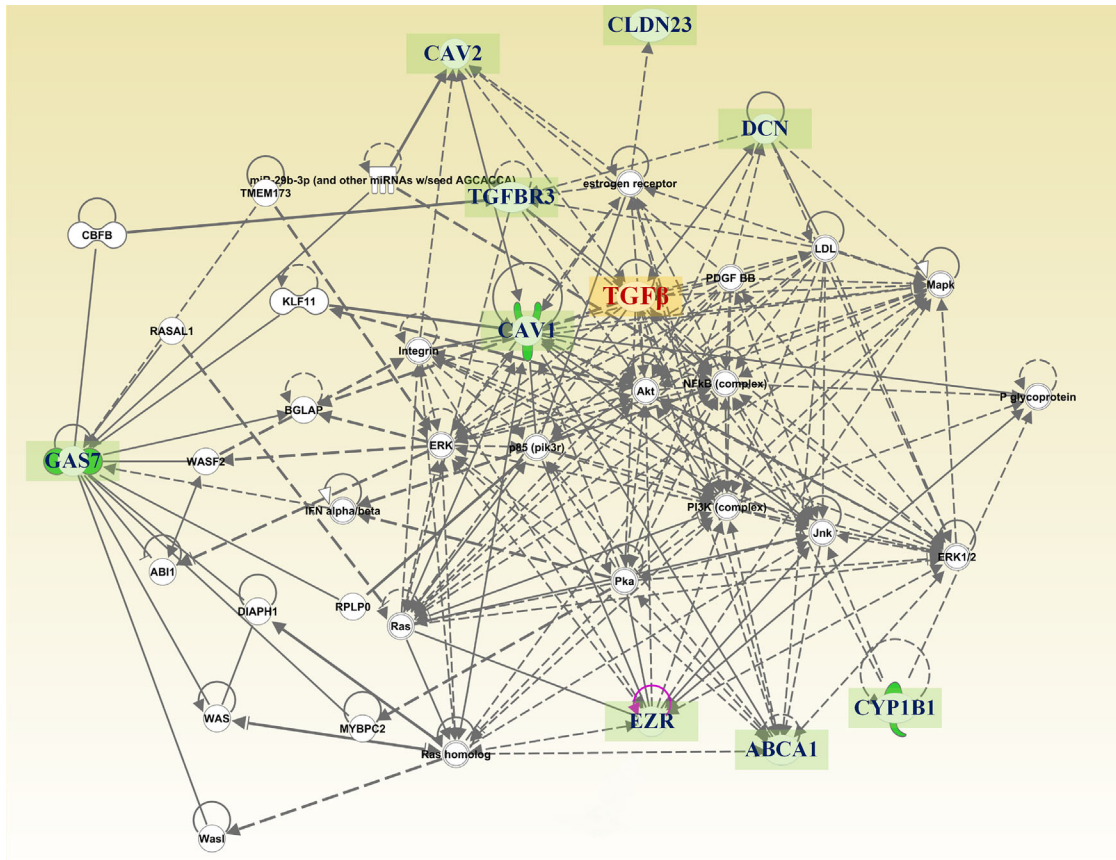 CLDN23
CAV2
DCN
miR-29b-3p (and other miRNAs w/seed AGCACCA)
estrogen receptor
TMEM173
TGFBR3
CBFB
LDL
PDGF BB
Mapk
KLF11
TGFβ
RASAL1
CAV1
Integrin
Akt
NFkB (complex)
P glycoprotein
BGLAP
ERK
p85 (pik3r)
GAS7
WASF2
IFN alpha/beta
PI3K (complex)
Jnk
ERK1/2
ABI1
Pka
DIAPH1
RPLP0
Ras
CYP1B1
WAS
MYBPC2
EZR
Ras homolog
ABCA1
Wasl